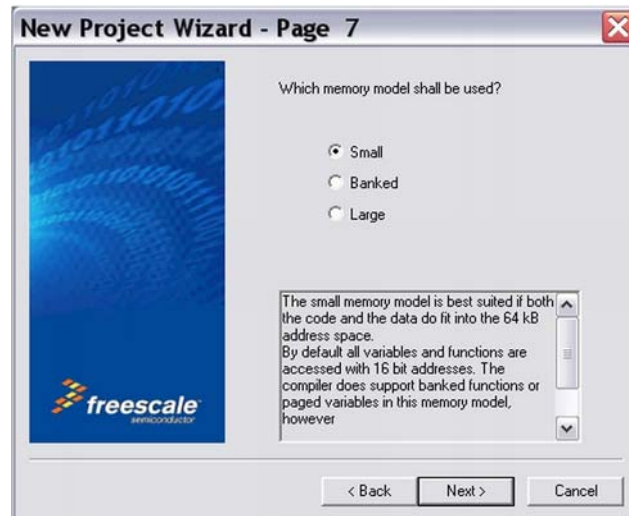 New Project Wizard - Page 7
Which memory model shall be used?
Small
Banked
Large
The small memory model is best suited if both
the code and the data do fit into the 64 kB
address space.
By default all variables and functions are
accessed with 16 bit addresses. The
compiler does support banked functions or
paged variables in this memory model,
however
freescale
semiconductor
< Back Next > Cancel